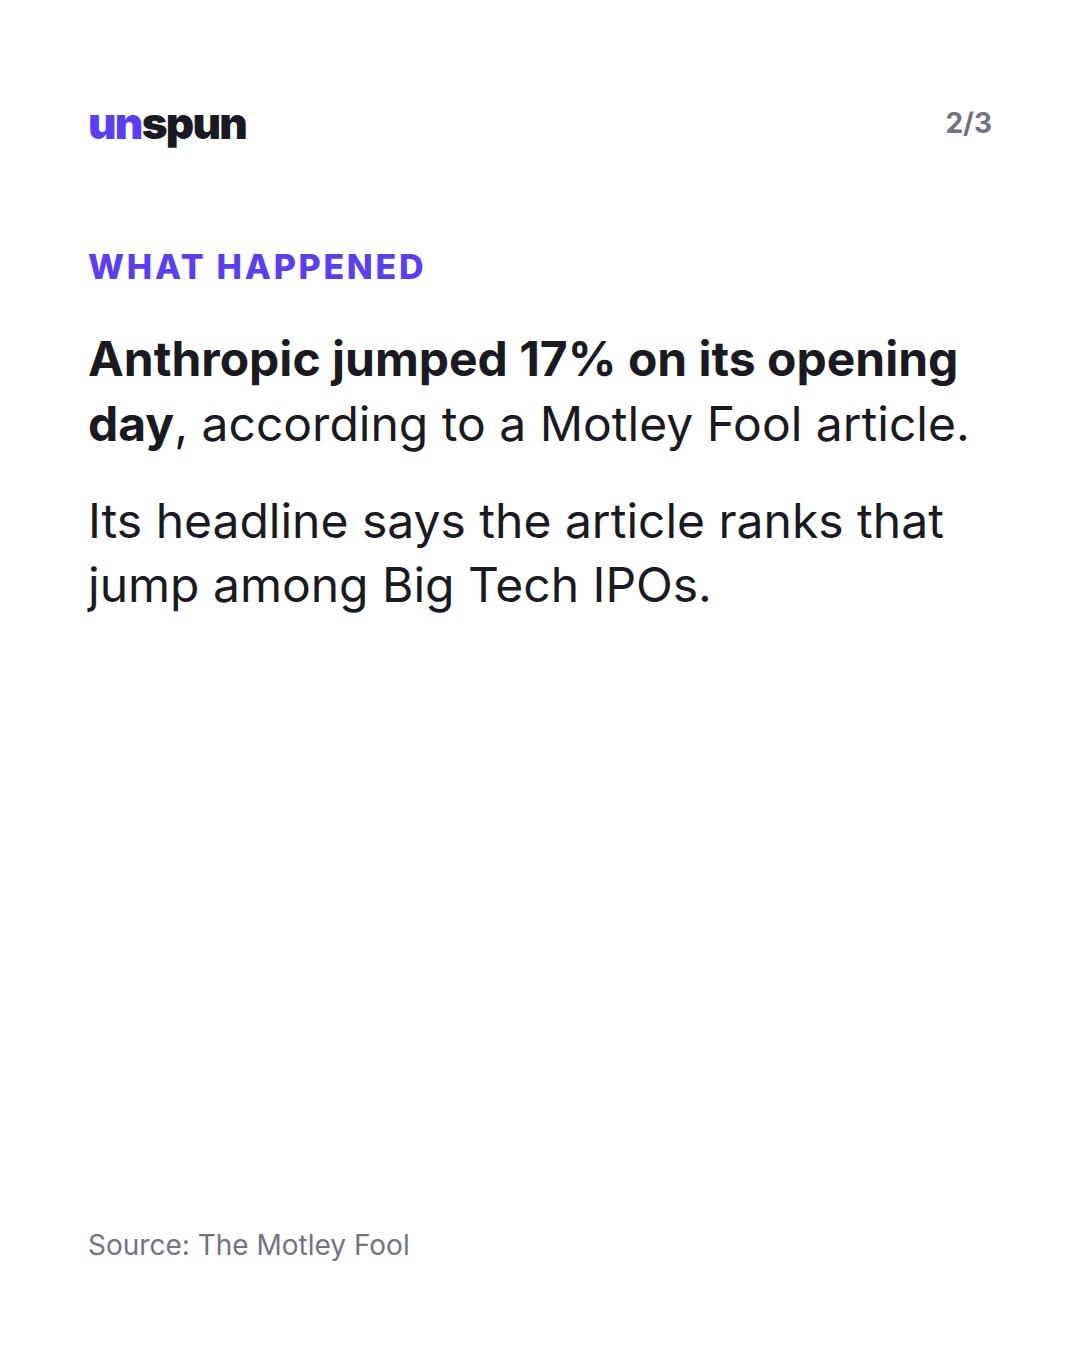 unspun
2/3
WHAT HAPPENED
Anthropic jumped 17% on its opening
day, according to a Motley Fool article.
Its headline says the article ranks that
jump among Big Tech IPOs.
Source: The Motley Fool